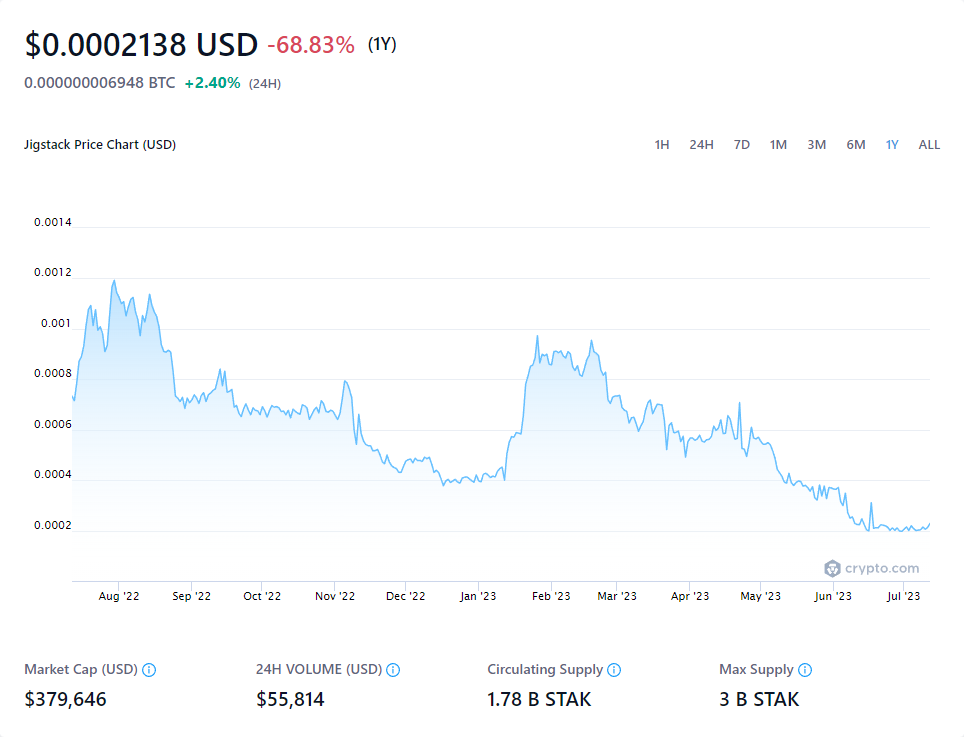 $0.0002138 USD -68.83% (1Y)
0.000000006948 BTC +2.40% (24H)
Jigstack Price Chart (USD) 1H 24H 7D 1M 3M 6M 1Y ALL
0.0014
0.0012
0.001
0.0008
0.0006
0.0004
0.0002
crypto.com
Aug '22 Sep '22 Oct '22 Nov '22 Dec '22 Jan '23 Feb '23 Mar '23 Apr '23 May '23 Jun '23 Jul '23
Market Cap (USD) 24H VOLUME (USD) Circulating Supply Max Supply
$379,646 $55,814 1.78 B STAK 3 B STAK